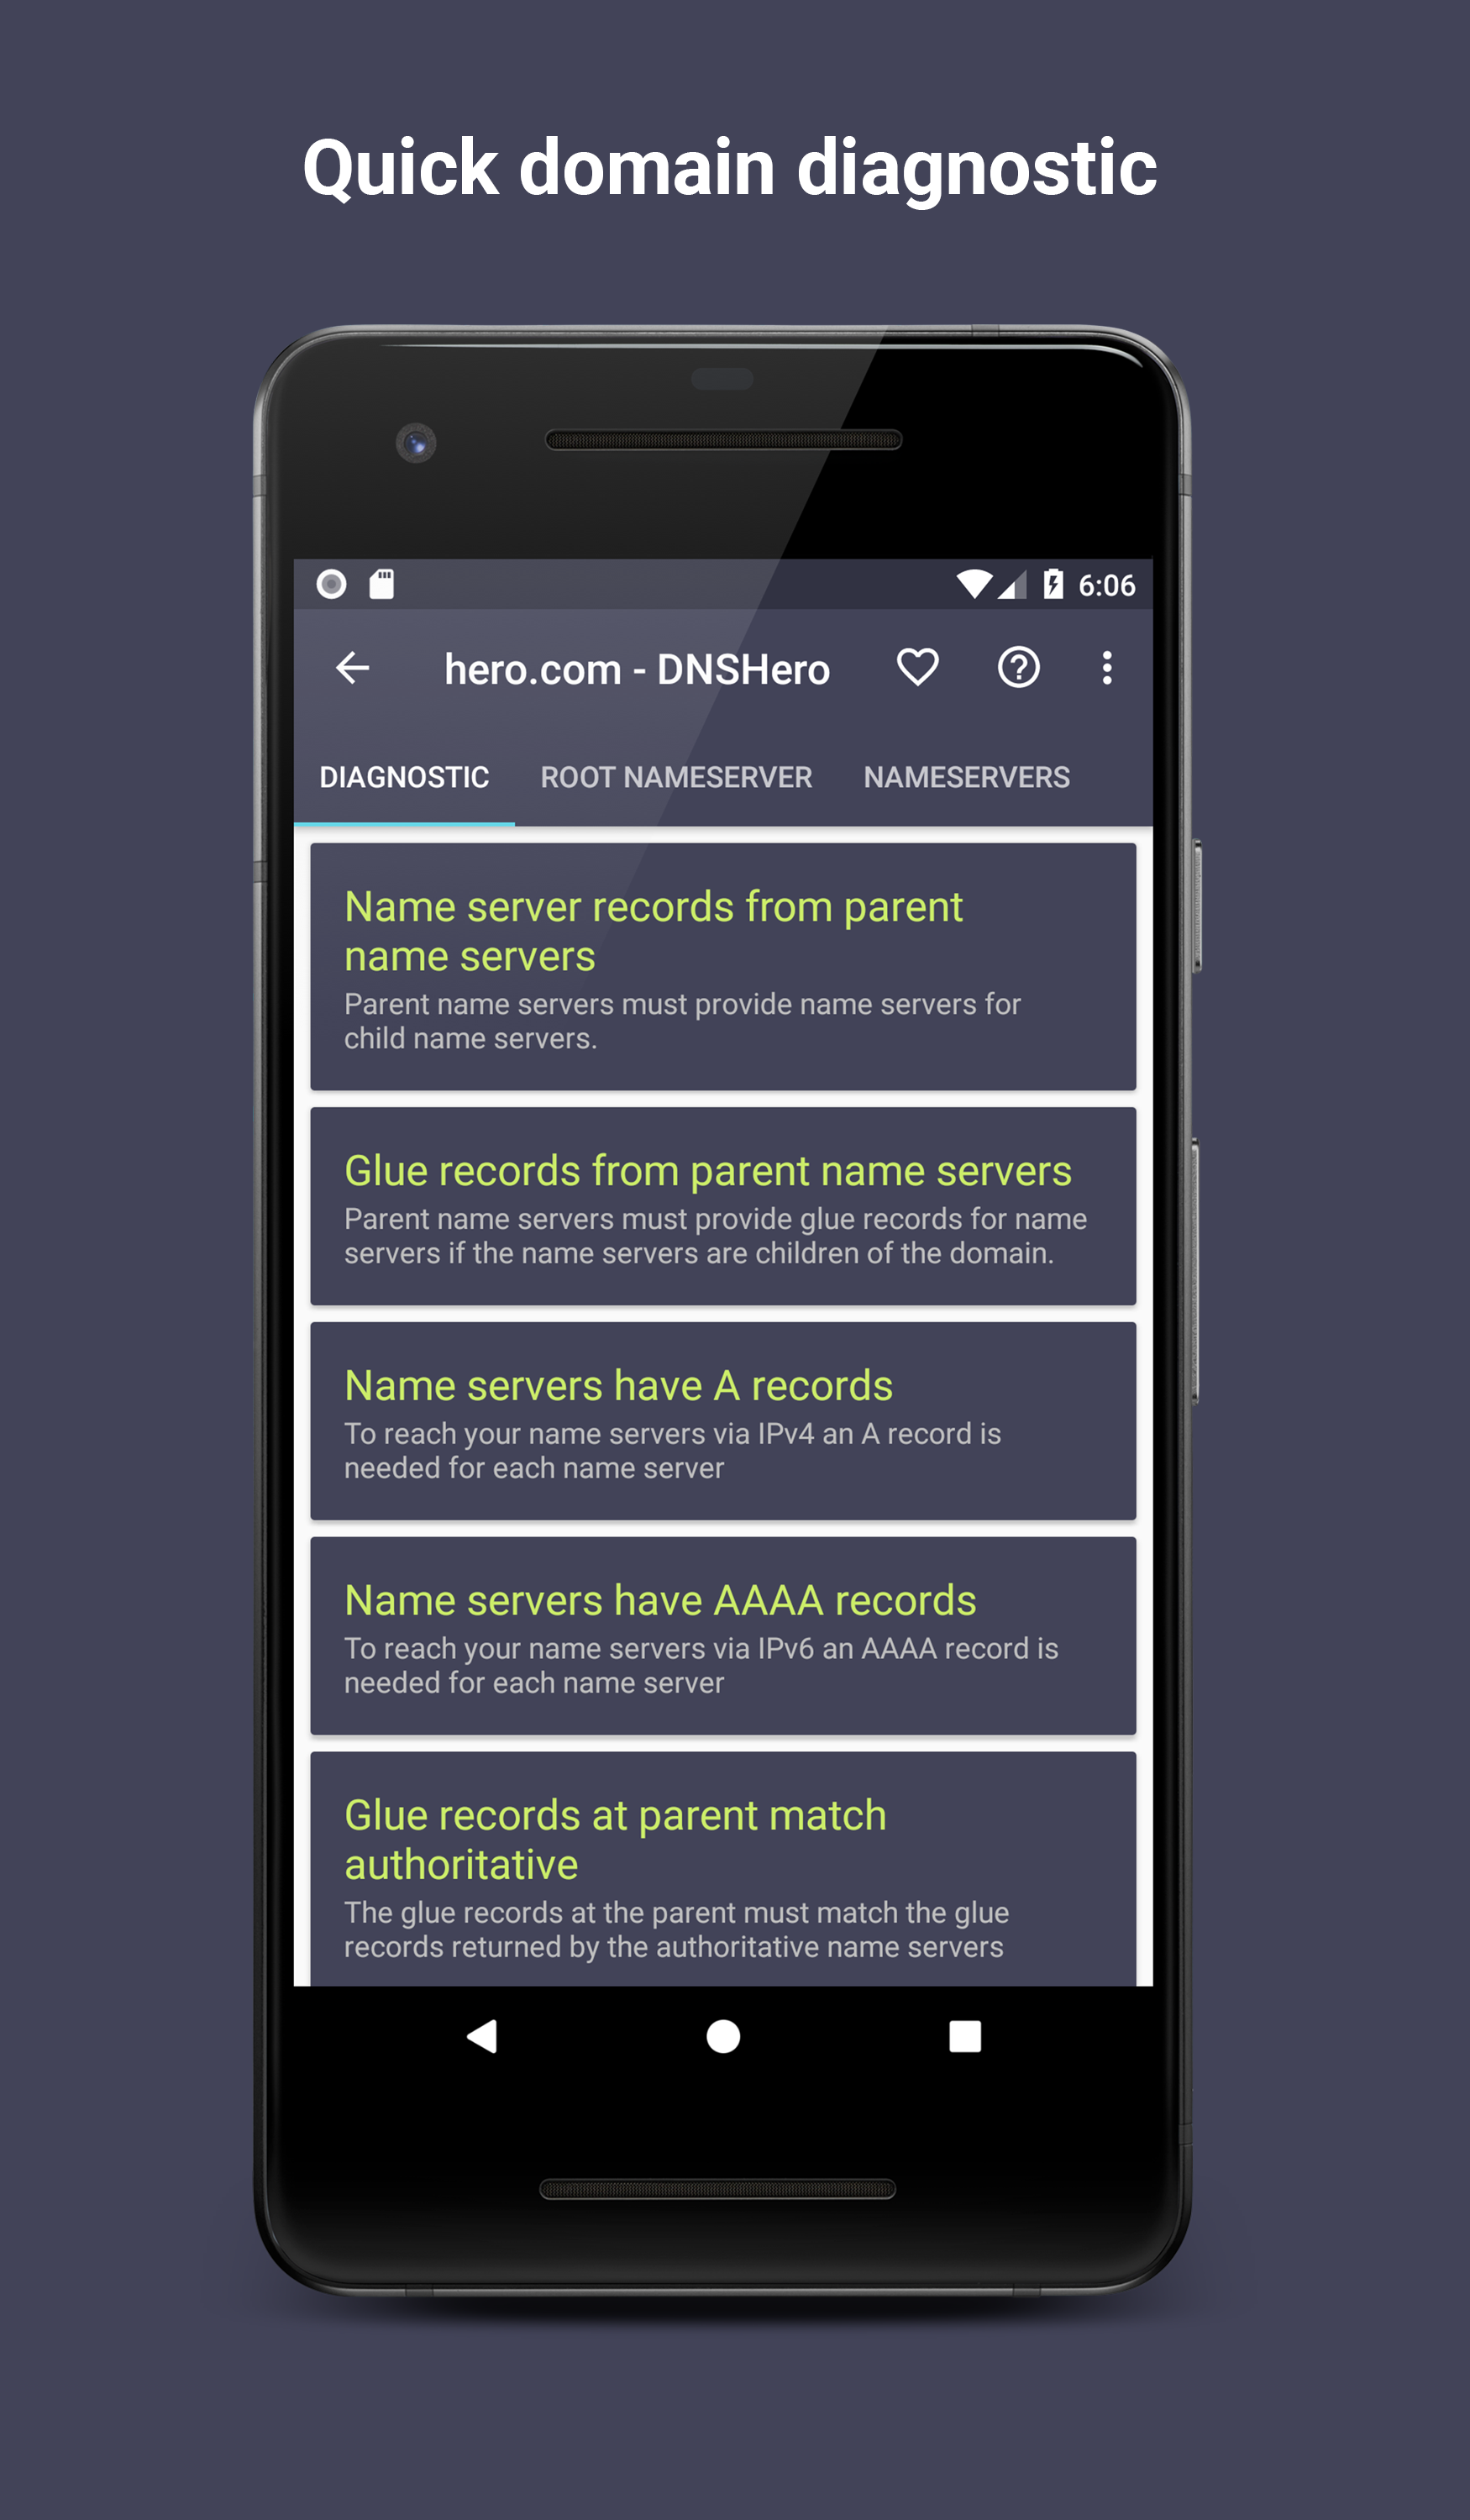 Quick domain diagnostic
6:06
hero.com - DNSHero
DIAGNOSTIC ROOT NAMESERVER NAMESERVERS
Name server records from parent
name servers
Parent name servers must provide name servers for
child name servers.
Glue records from parent name servers
Parent name servers must provide glue records for name
servers if the name servers are children of the domain.
Name servers have A records
To reach your name servers via IPv4 an A record is
needed for each name server
Name servers have AAAA records
To reach your name servers via IPv6 an AAAA record is
needed for each name server
Glue records at parent match
authoritative
The glue records at the parent must match the glue
records returned by the authoritative name servers